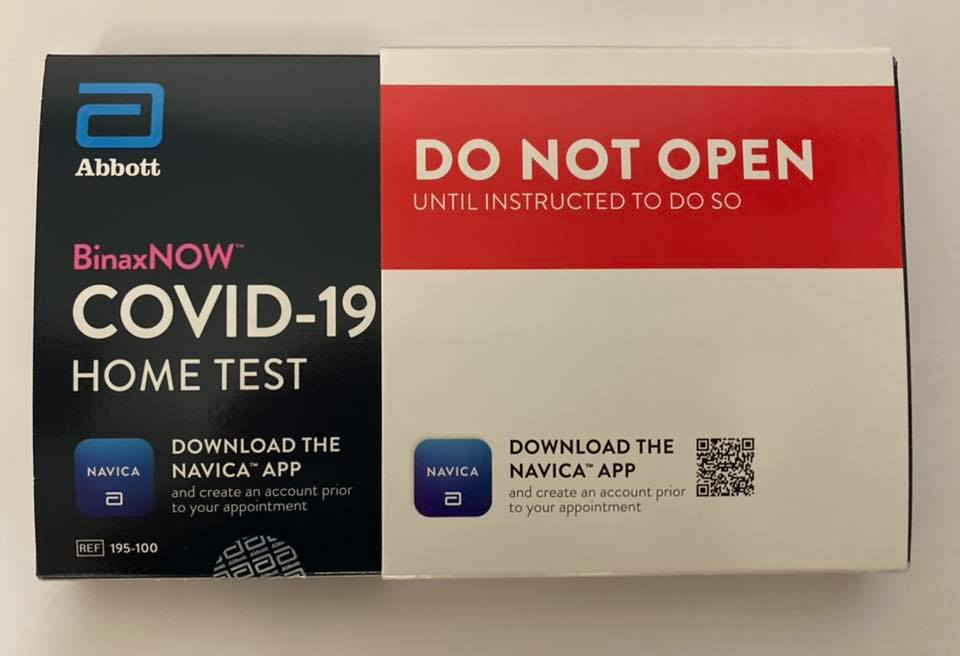 Abbott
BinaxNOW™
COVID-19
HOME TEST
NAVICA
DOWNLOAD THE
NAVICA™ APP
and create an account prior
to your appointment
REF 195-100
Abbott Abbott
DO NOT OPEN
UNTIL INSTRUCTED TO DO SO
NAVICA
DOWNLOAD THE
NAVICA™ APP
and create an account prior
to your appointment